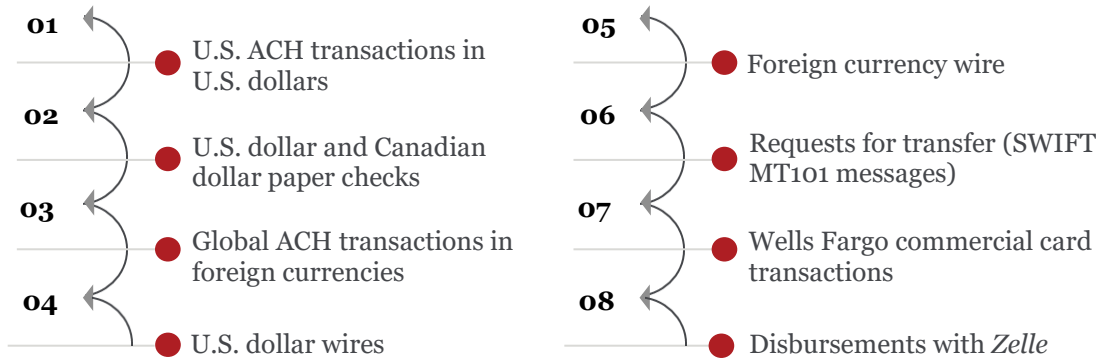 01
U.S. ACH transactions in
U.S. dollars
02
U.S. dollar and Canadian
dollar paper checks
03
Global ACH transactions in
foreign currencies
04
U.S. dollar wires
05
Foreign currency wire
06
Requests for transfer (SWIFT
MT101 messages)
07
Wells Fargo commercial card
transactions
08
Disbursements with Zelle